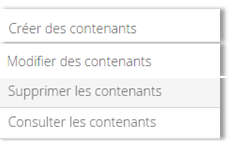 Créer des contenants
Modifier des contenants
Supprimer les contenants
Consulter les contenants